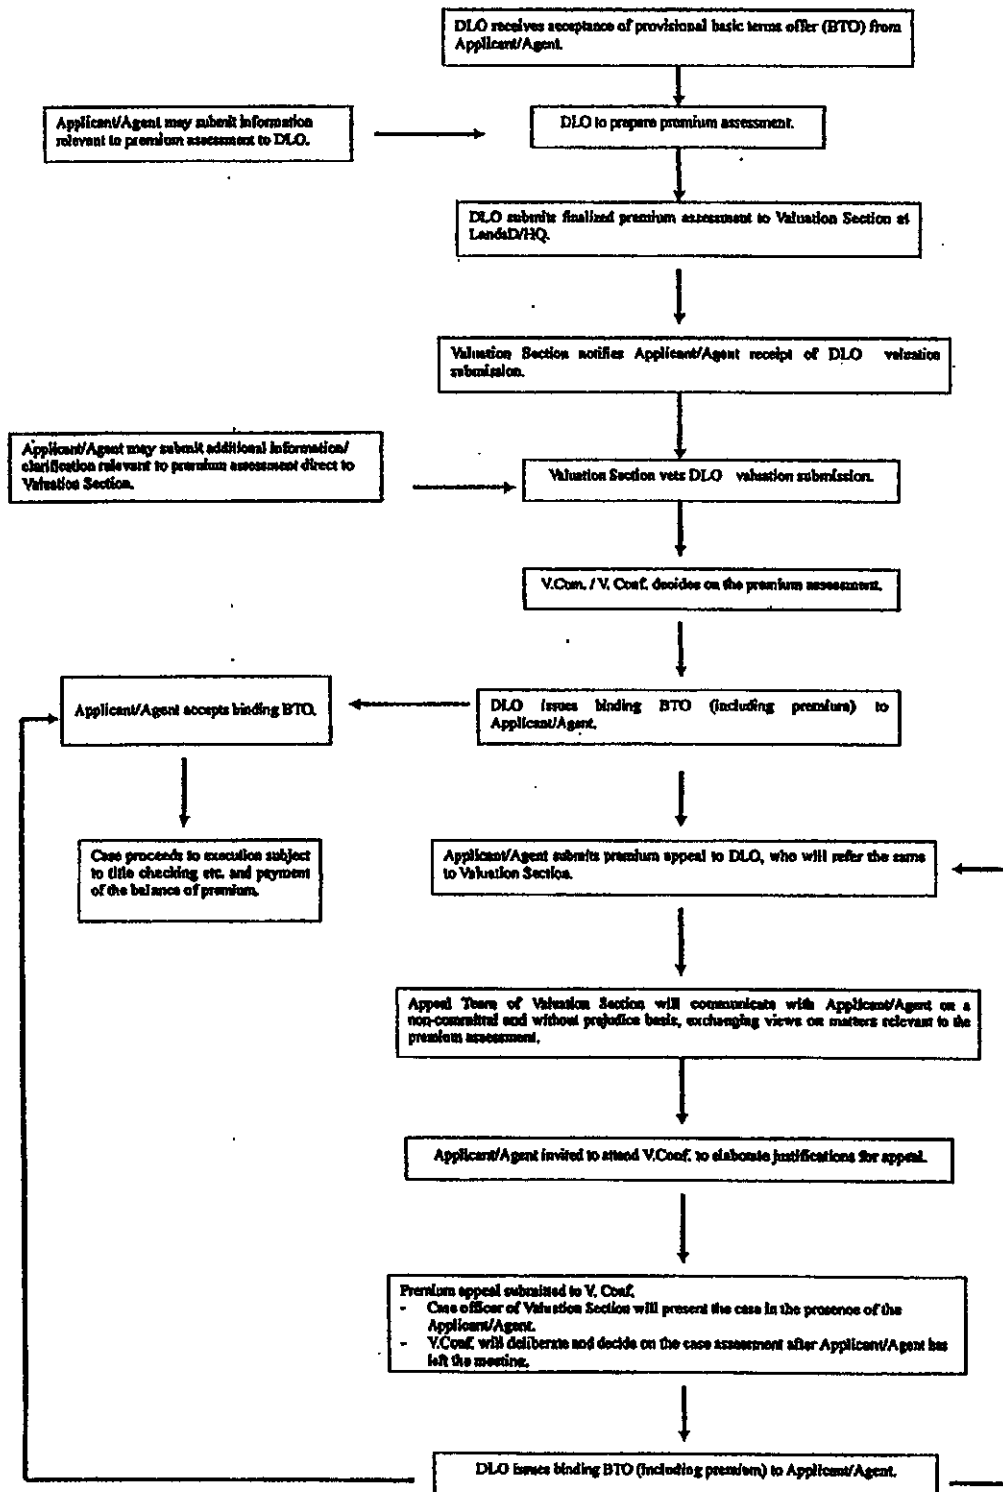 DLO receives acceptance of provisional basic terms offer (BTO) from
Applicant/Agent.
Applicant/Agent may submit information
relevant to premium assessment to DLO.
DLO to prepare premium assessment.
DLO submits finalized premium assessment to Valuation Section at
LandsD/HQ.
Valuation Section notifies Applicant/Agent receipt of DLO valuation
submission.
Applicant/Agent may submit additional information/
clarification relevant to premium assessment direct to
Valuation Section.
Valuation Section vets DLO valuation submission.
V.Com. / V. Conf. decides on the premium assessment.
Applicant/Agent accepts binding BTO.
DLO issues binding BTO (including premium) to
Applicant/Agent.
Case proceeds to execution subject
to title checking etc. and payment
of the balance of premium.
Applicant/Agent submits premium appeal to DLO, who will refer the same
to Valuation Section.
Appeal Team of Valuation Section will communicate with Applicant/Agent on a
non-committal and without prejudice basis, exchanging views on matters relevant to the
premium assessment.
Applicant/Agent invited to attend V.Conf. to elaborate justifications for appeal.
Premium appeal submitted to V. Conf.
- Case officer of Valuation Section will present the case in the presence of the
Applicant/Agent.
- V.Conf. will deliberate and decide on the case assessment after Applicant/Agent has
left the meeting.
DLO issues binding BTO (including premium) to Applicant/Agent.